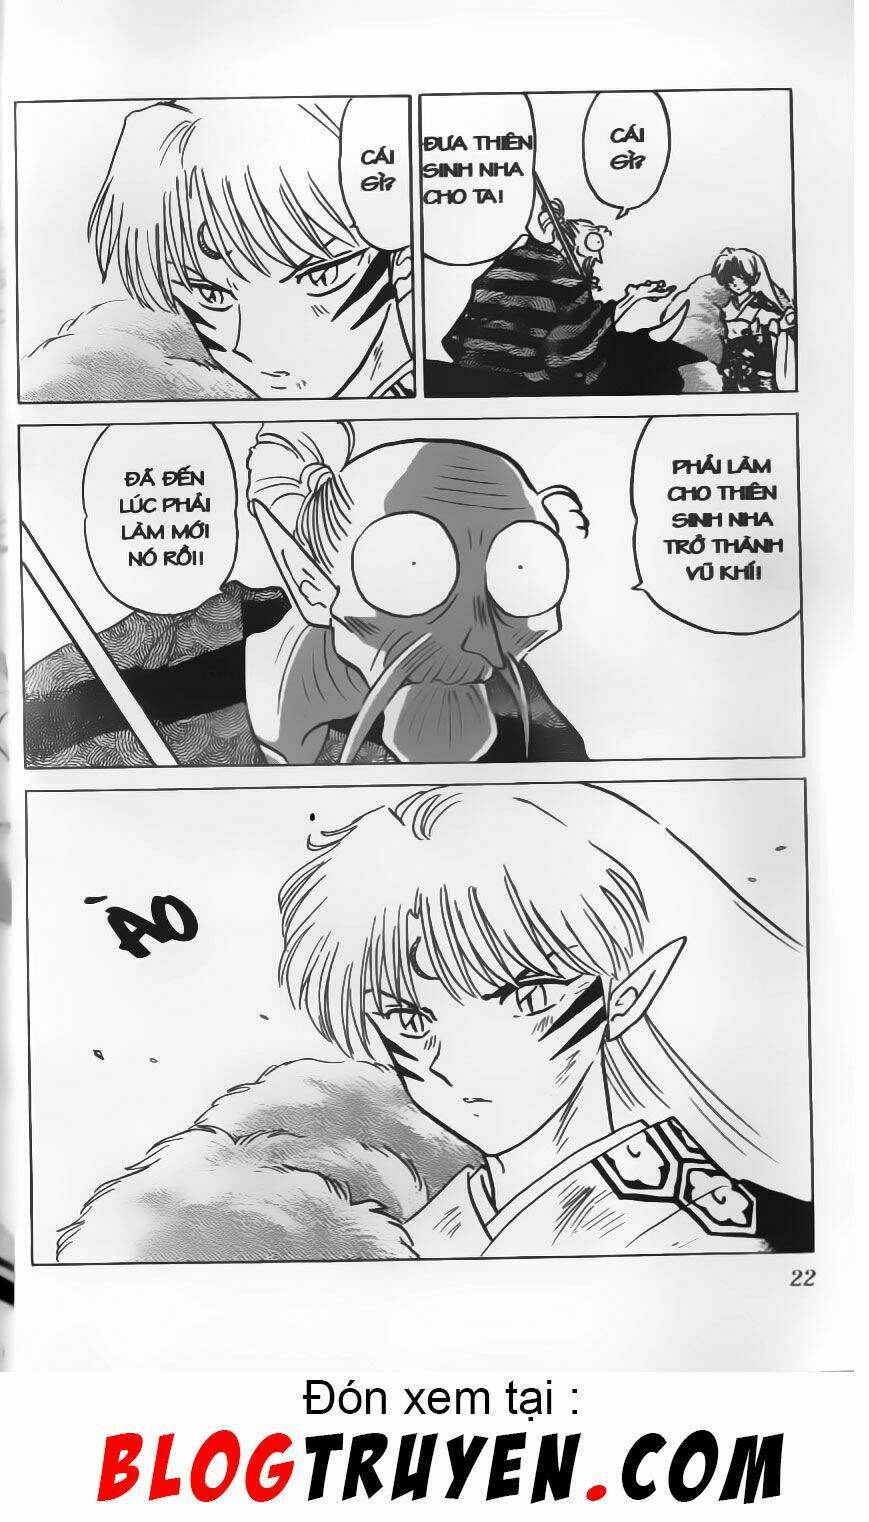 CÁI
GÌ?
ĐƯA THIÊN
SINH NHA
CHO TA!
CÁI
GÌ?
PHẢI LÀM
CHO THIÊN
SINH NHA
TRỞ THÀNH
VŨ KHÍ!
ĐÃ ĐẾN
LÚC PHẢI
LÀM MỚI
NÓ RỒI!
ÀO
22
Đón xem tại :
BLOGTRUYEN.COM